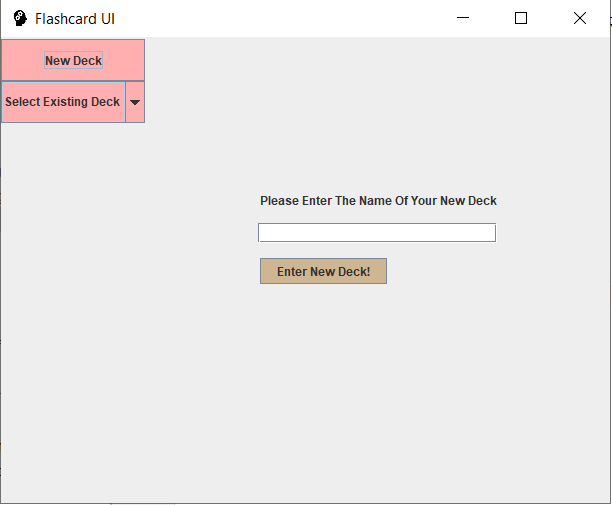 Flashcard UI
New Deck
Select Existing Deck
Please Enter The Name Of Your New Deck
Enter New Deck!